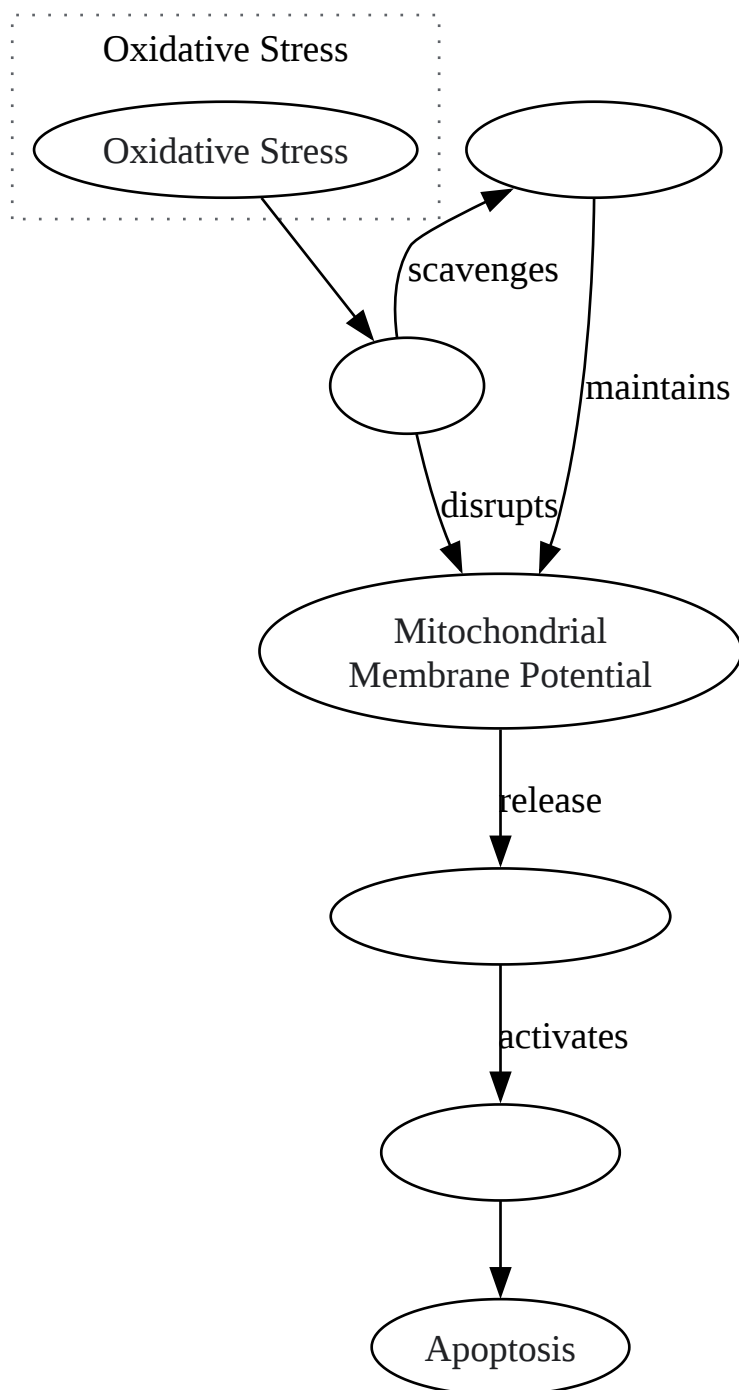 Oxidative Stress
Oxidative Stress
scavenges
maintains
disrupts
Mitochondrial
Membrane Potential
release
activates
Apoptosis